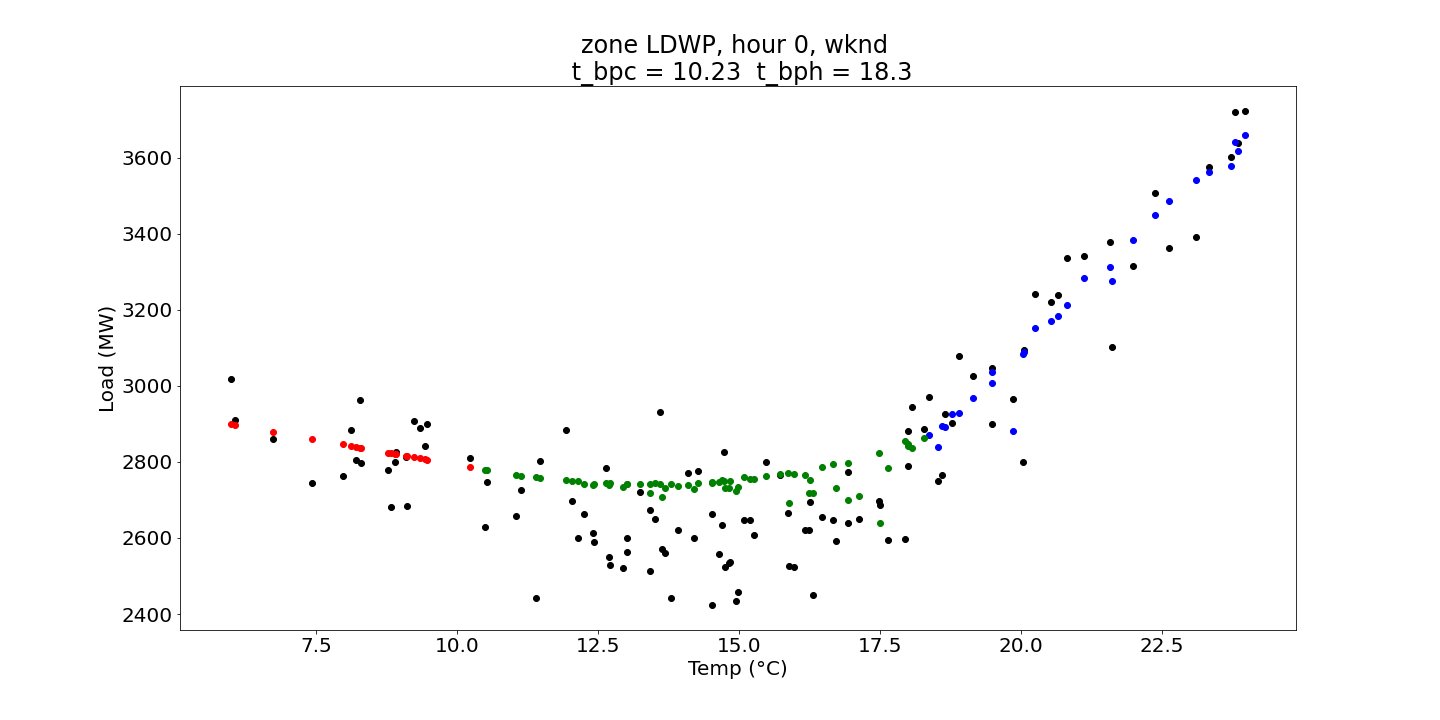 zone LDWP, hour 0, wknd
t_bpc = 10.23  t_bph = 18.3
3600
3400
3200
3000
2800
2600
2400
Load (MW)
7.5 10.0 12.5 15.0 17.5 20.0 22.5
Temp (°C)